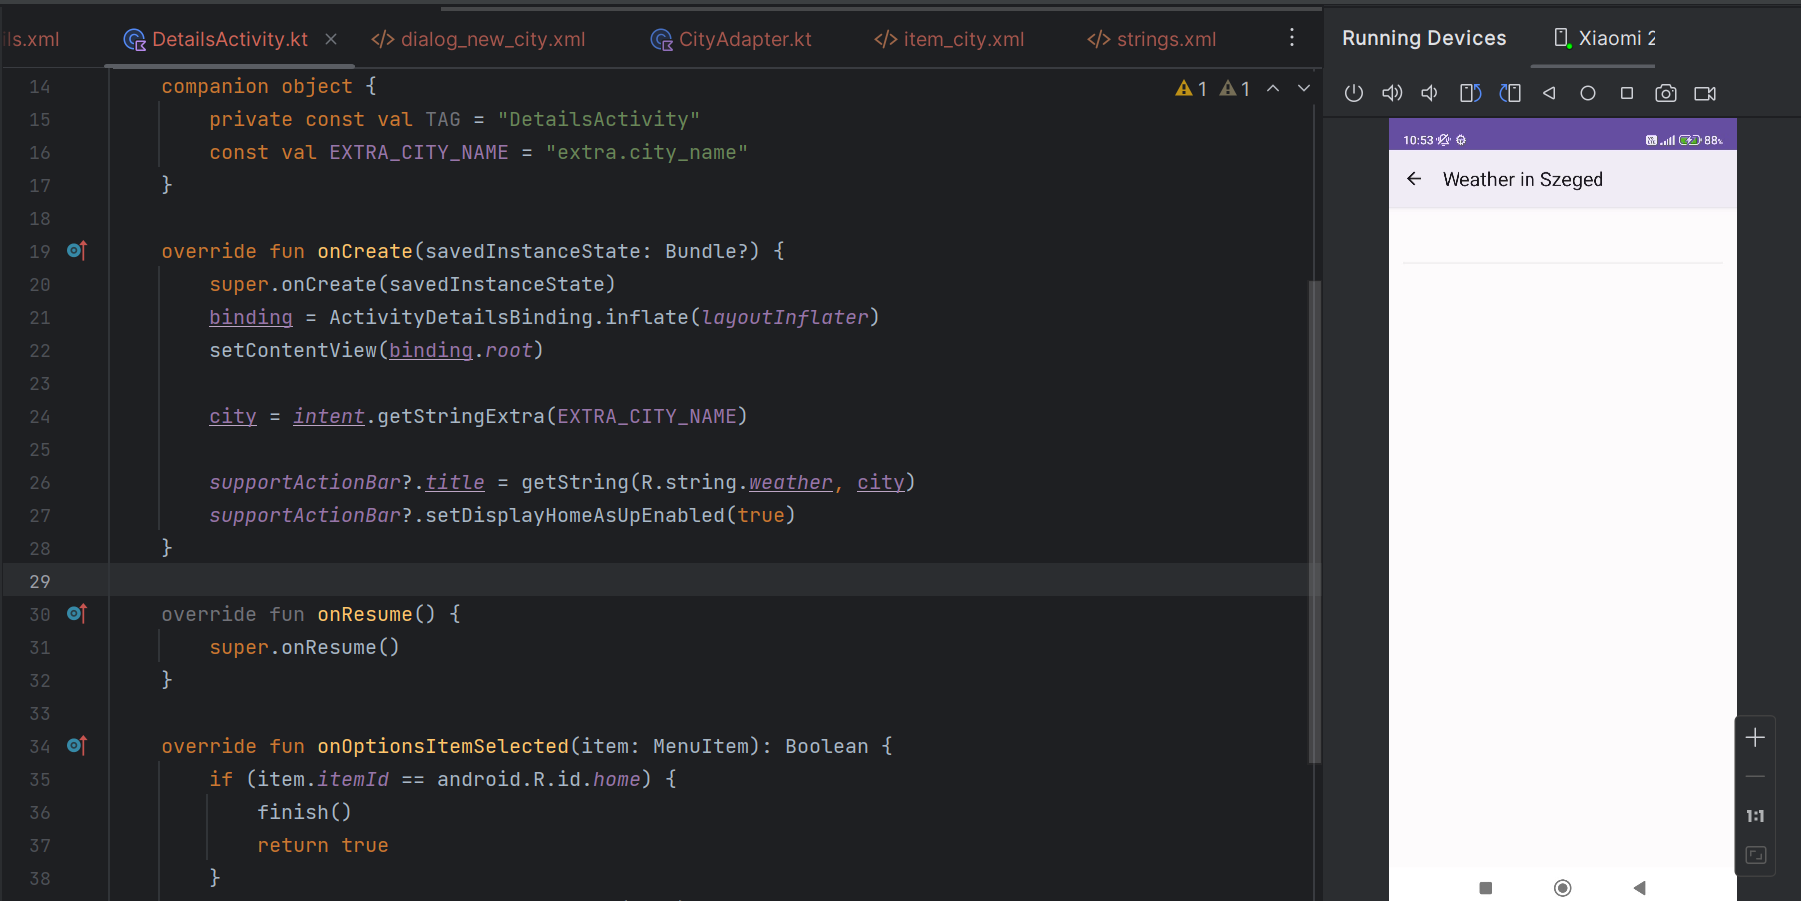 ils.xml DetailsActivity.kt dialog_new_city.xml CityAdapter.kt item_city.xml strings.xml
Running Devices Xiaomi 2
1 1
14 companion object {
15 private const val TAG = "DetailsActivity"
16 const val EXTRA_CITY_NAME = "extra.city_name"
17 }
18
19 override fun onCreate(savedInstanceState: Bundle?) {
20 super.onCreate(savedInstanceState)
21 binding = ActivityDetailsBinding.inflate(layoutInflater)
22 setContentView(binding.root)
23
24 city = intent.getStringExtra(EXTRA_CITY_NAME)
25
26 supportActionBar?.title = getString(R.string.weather, city)
27 supportActionBar?.setDisplayHomeAsUpEnabled(true)
28 }
29
30 override fun onResume() {
31 super.onResume()
32 }
33
34 override fun onOptionsItemSelected(item: MenuItem): Boolean {
35 if (item.itemId == android.R.id.home) {
36 finish()
37 return true
38 }
10:53 88%
Weather in Szeged
1:1